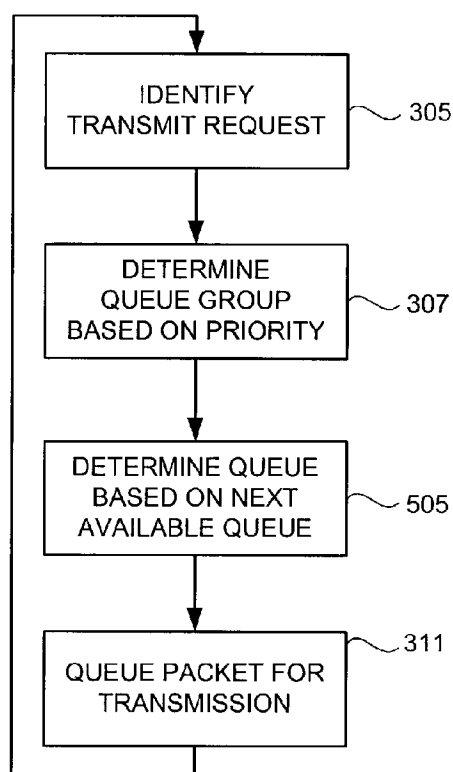 IDENTIFY
TRANSMIT REQUEST
305
DETERMINE
QUEUE GROUP
BASED ON PRIORITY
307
DETERMINE QUEUE
BASED ON NEXT
AVAILABLE QUEUE
505
QUEUE PACKET FOR
TRANSMISSION
311